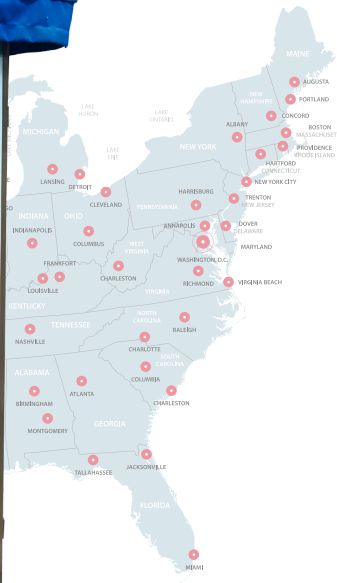 MAINE
AUGUSTA
LAKE
HURON
LAKE
ONTARIO
NEW
HAMPSHIRE
PORTLAND
CONCORD
ALBANY
BOSTON
MASSACHUSET
MICHIGAN
NEW YORK
PROVIDENCE
RHODE ISLAND
LAKE
ERIE
HARTFORD
CONNECTICUT
LANSING
DETROIT
NEW YORK CITY
CLEVELAND
HARRISBURG
TRENTON
NEW JERSEY
PENNSYLVANIA
GO
INDIANA
OHIO
ANNAPOLIS
DOVER
DELAWARE
INDIANAPOLIS
COLUMBUS
WEST
VIRGINIA
MARYLAND
WASHINGTON, D.C.
FRANKFORT
CHARLESTON
LOUISVILLE
RICHMOND
VIRGINIA BEACH
VIRGINIA
KENTUCKY
NORTH
CAROLINA
TENNESSEE
RALEIGH
NASHVILLE
CHARLOTTE
SOUTH
CAROLINA
ALABAMA
COLUMBIA
ATLANTA
BIRMINGHAM
CHARLESTON
GEORGIA
MONTGOMERY
JACKSONVILLE
TALLAHASSEE
FLORIDA
MIAMI